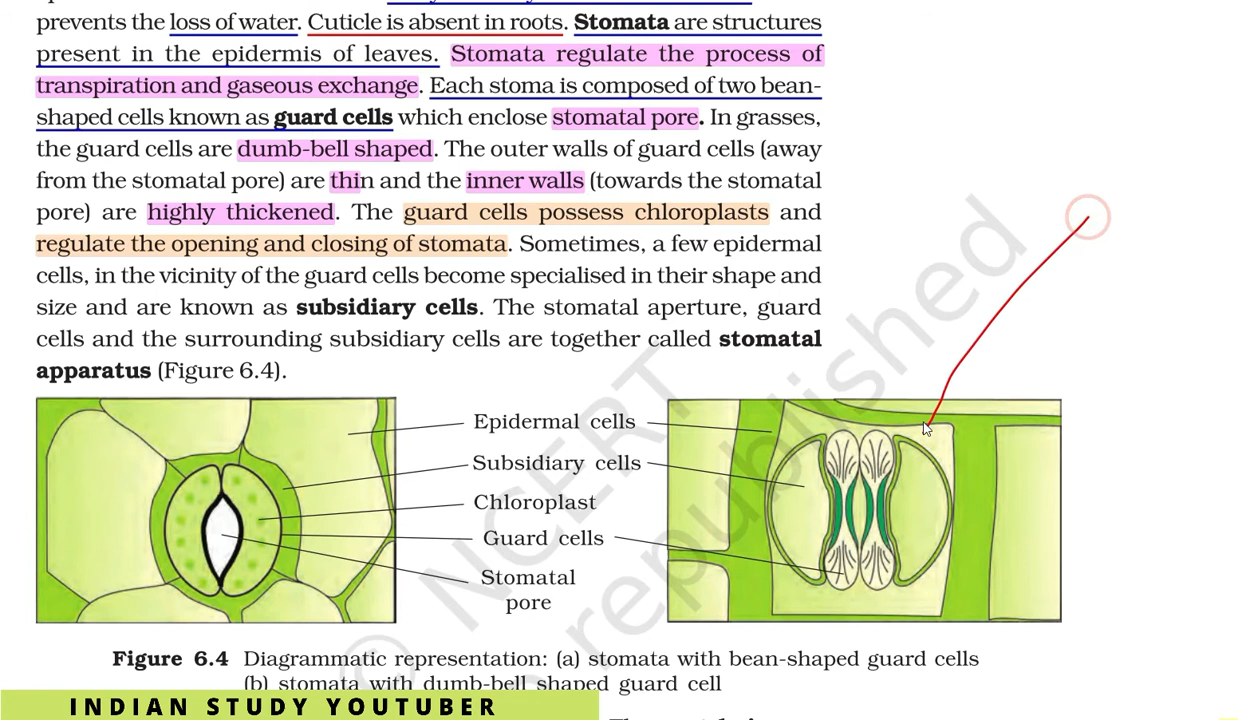 prevents the loss of water. Cuticle is absent in roots. Stomata are structures
present in the epidermis of leaves. Stomata regulate the process of
transpiration and gaseous exchange. Each stoma is composed of two bean-
shaped cells known as guard cells which enclose stomatal pore. In grasses,
the guard cells are dumb-bell shaped. The outer walls of guard cells (away
from the stomatal pore) are thin and the inner walls (towards the stomatal
pore) are highly thickened. The guard cells possess chloroplasts and
regulate the opening and closing of stomata. Sometimes, a few epidermal
cells, in the vicinity of the guard cells become specialised in their shape and
size and are known as subsidiary cells. The stomatal aperture, guard
cells and the surrounding subsidiary cells are together called stomatal
apparatus (Figure 6.4).
Epidermal cells
Subsidiary cells
Chloroplast
Guard cells
Stomatal
pore
© NCERT
republished
Figure 6.4 Diagrammatic representation: (a) stomata with bean-shaped guard cells
(b) stomata with dumb-bell shaped guard cell
INDIAN STUDY YOUTUBER